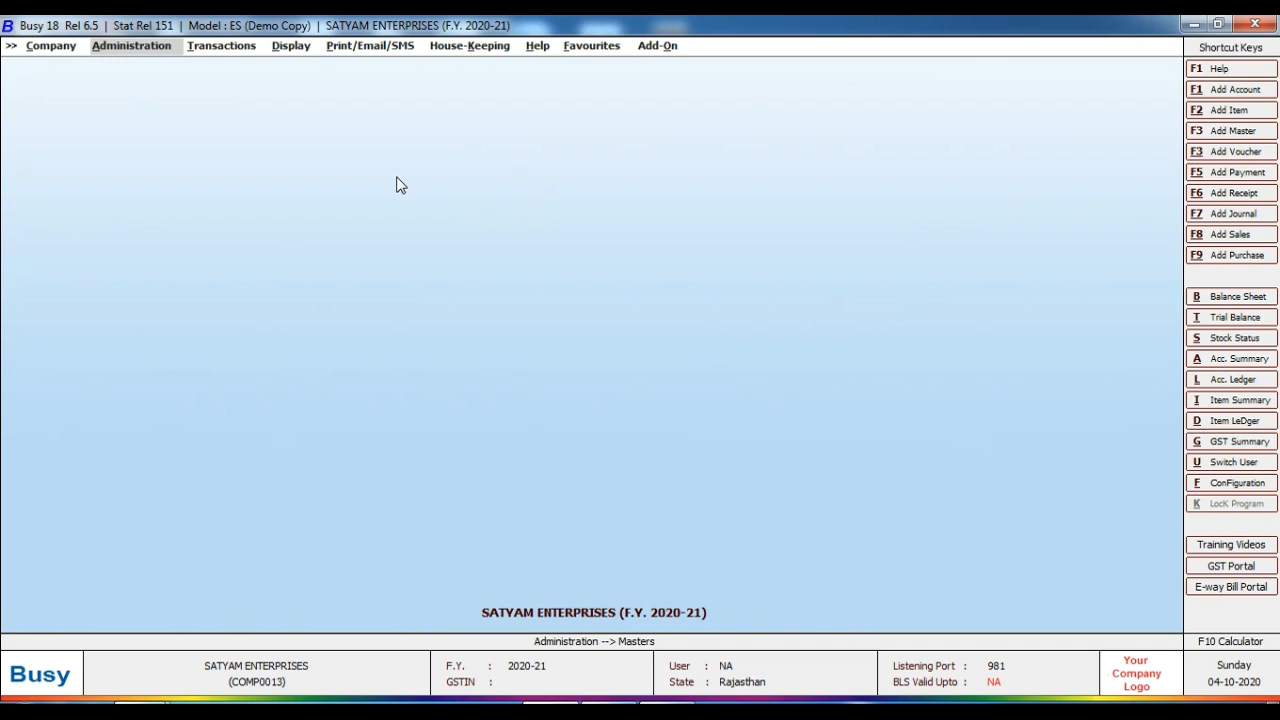 B Busy 18 Rel 6.5 | Stat Rel 151 | Model : ES (Demo Copy) | SATYAM ENTERPRISES (F.Y. 2020-21)
>> Company Administration Transactions Display Print/Email/SMS House-Keeping Help Favourites Add-On
Shortcut Keys
F1 Help
F1 Add Account
F2 Add Item
F3 Add Master
F3 Add Voucher
F5 Add Payment
F6 Add Receipt
F7 Add Journal
F8 Add Sales
F9 Add Purchase
B Balance Sheet
T Trial Balance
S Stock Status
A Acc. Summary
L Acc. Ledger
I Item Summary
D Item LeDger
G GST Summary
U Switch User
F ConFiguration
K LocK Program
Training Videos
GST Portal
E-way Bill Portal
SATYAM ENTERPRISES (F.Y. 2020-21)
Administration --> Masters
F10 Calculator
Busy
SATYAM ENTERPRISES
(COMP0013)
F.Y. : 2020-21
GSTIN :
User : NA
State : Rajasthan
Listening Port : 981
BLS Valid Upto : NA
Your
Company
Logo
Sunday
04-10-2020